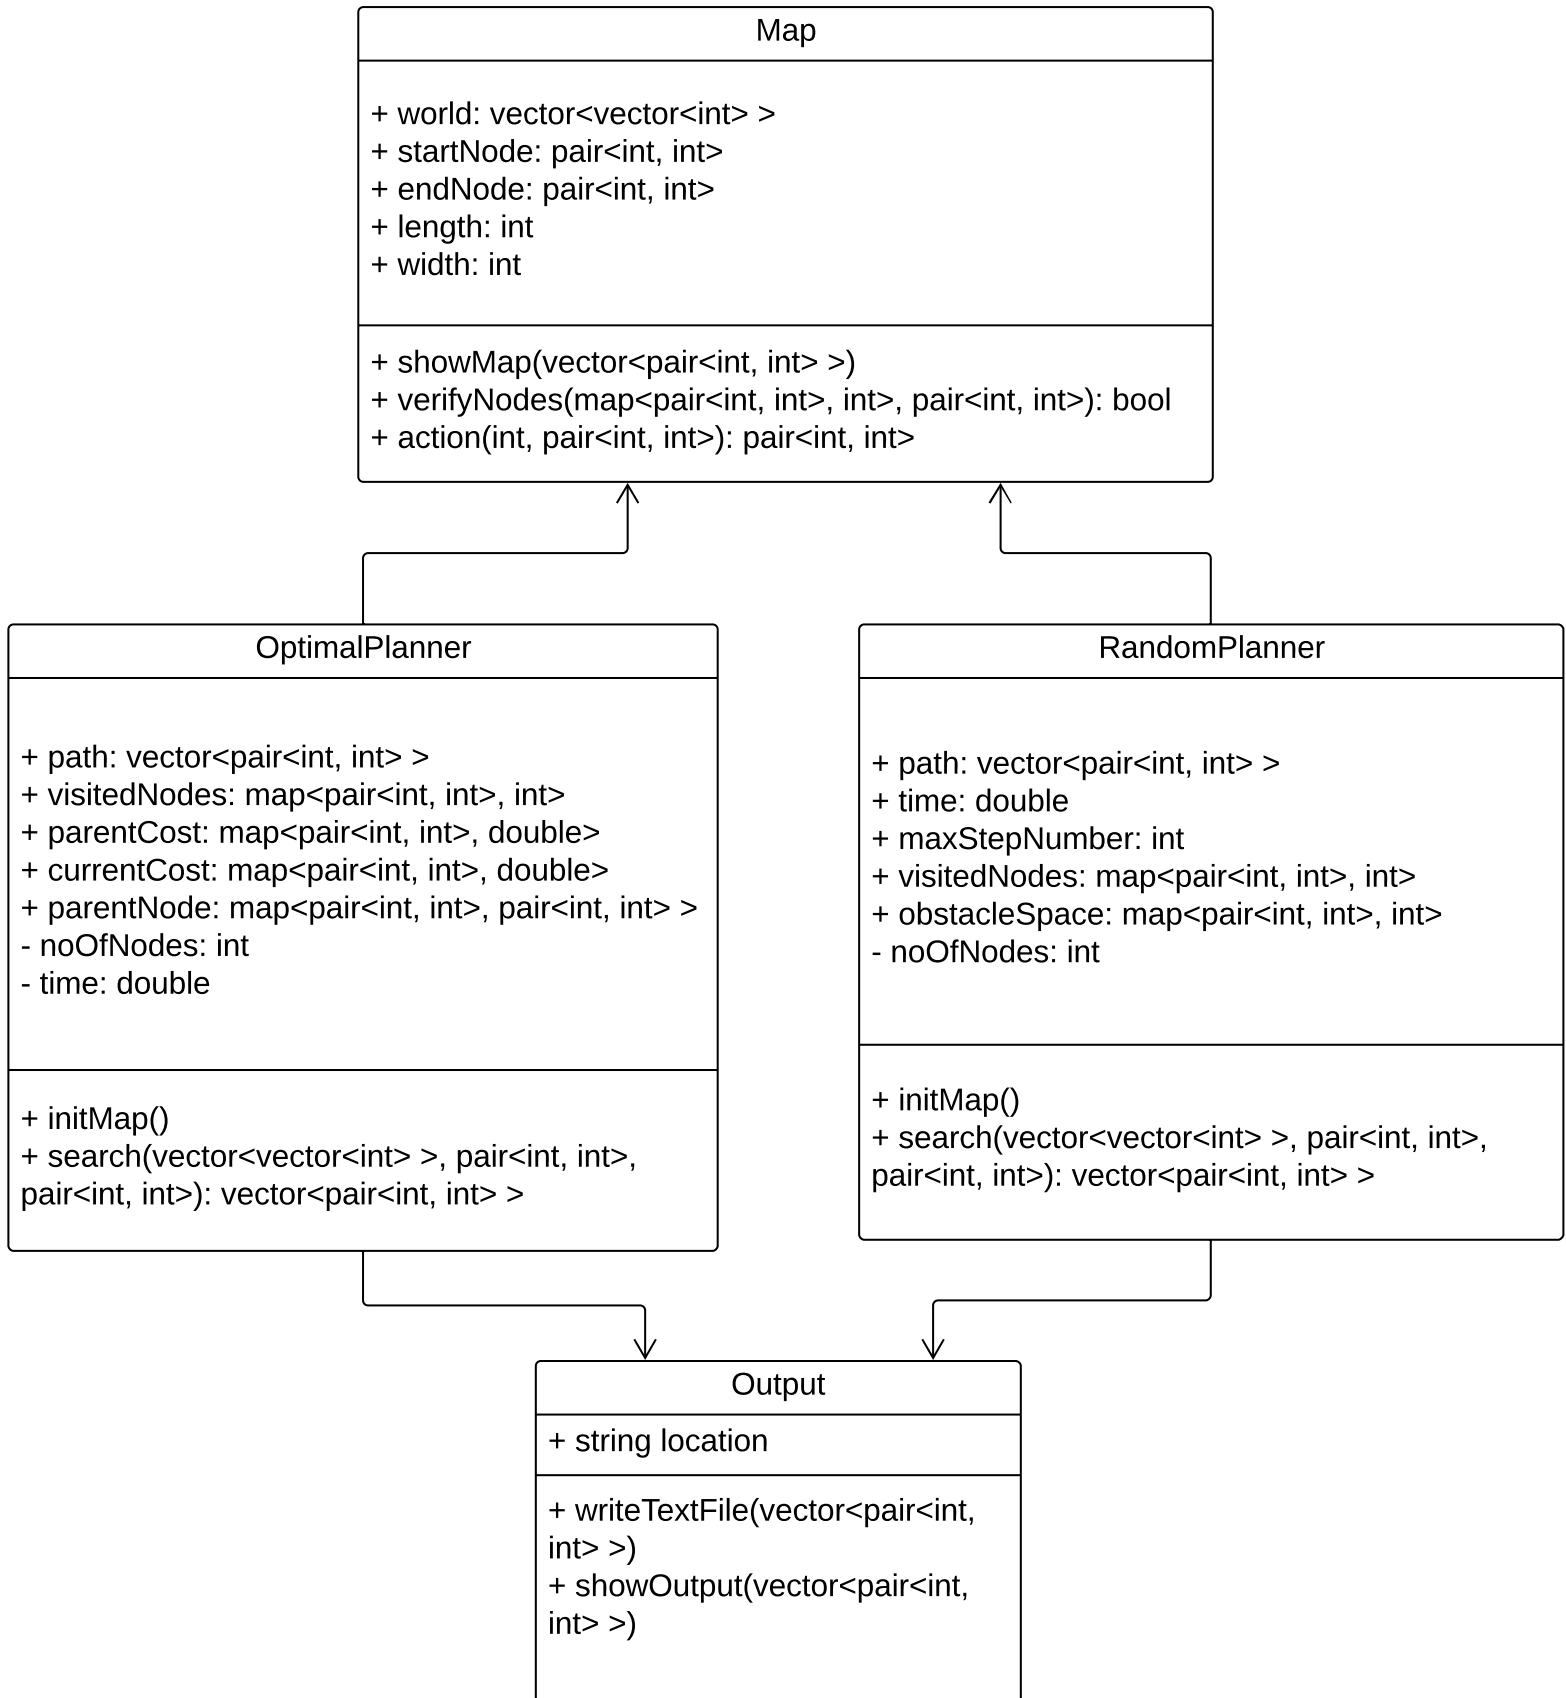 Map
+ world: vector<vector<int> >
+ startNode: pair<int, int>
+ endNode: pair<int, int>
+ length: int
+ width: int
+ showMap(vector<pair<int, int> >)
+ verifyNodes(map<pair<int, int>, int>, pair<int, int>): bool
+ action(int, pair<int, int>): pair<int, int>
OptimalPlanner
+ path: vector<pair<int, int> >
+ visitedNodes: map<pair<int, int>, int>
+ parentCost: map<pair<int, int>, double>
+ currentCost: map<pair<int, int>, double>
+ parentNode: map<pair<int, int>, pair<int, int> >
- noOfNodes: int
- time: double
+ initMap()
+ search(vector<vector<int> >, pair<int, int>,
pair<int, int>): vector<pair<int, int> >
RandomPlanner
+ path: vector<pair<int, int> >
+ time: double
+ maxStepNumber: int
+ visitedNodes: map<pair<int, int>, int>
+ obstacleSpace: map<pair<int, int>, int>
- noOfNodes: int
+ initMap()
+ search(vector<vector<int> >, pair<int, int>,
pair<int, int>): vector<pair<int, int> >
Output
+ string location
+ writeTextFile(vector<pair<int,
int> >)
+ showOutput(vector<pair<int,
int> >)